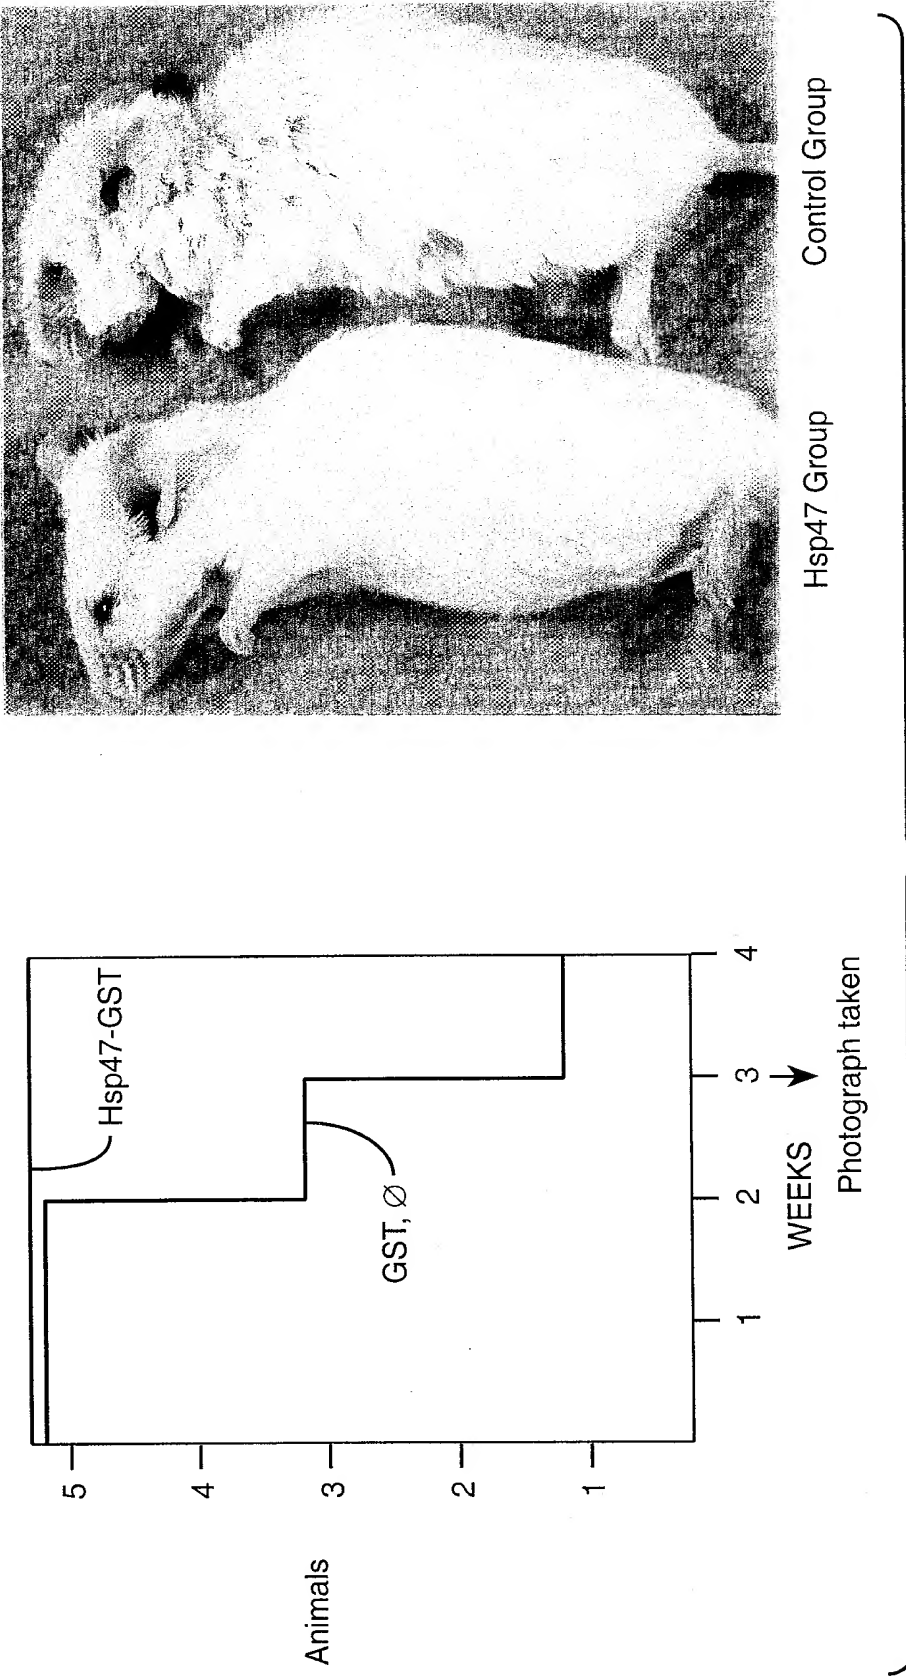 Animals
5
4
3
2
1
Hsp47-GST
GST, Ø
1
2
3
4
WEEKS
Photograph taken
Hsp47 Group
Control Group